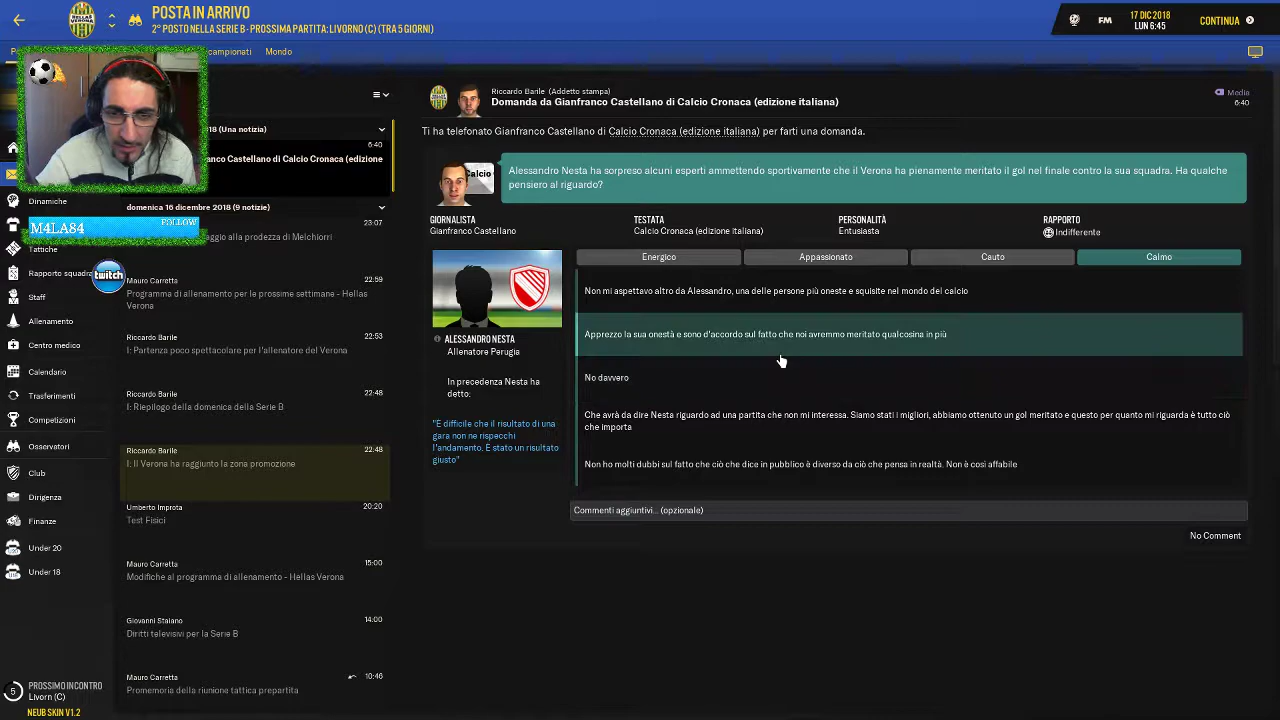 POSTA IN ARRIVO
2° POSTO NELLA SERIE B - PROSSIMA PARTITA: LIVORNO (C) (TRA 5 GIORNI)
FM
17 DIC 2018
LUN 6:45
CONTINUA
campionati
Mondo
Riccardo Barile (Addetto stampa)
Domanda da Gianfranco Castellano di Calcio Cronaca (edizione italiana)
Media
6:40
Ti ha telefonato Gianfranco Castellano di Calcio Cronaca (edizione italiana) per farti una domanda.
Calcio
Alessandro Nesta ha sorpreso alcuni esperti ammettendo sportivamente che il Verona ha pienamente meritato il gol nel finale contro la sua squadra. Ha qualche
pensiero al riguardo?
GIORNALISTA
Gianfranco Castellano
TESTATA
Calcio Cronaca (edizione italiana)
PERSONALITÀ
Entusiasta
RAPPORTO
Indifferente
Energico
Appassionato
Cauto
Calmo
ALESSANDRO NESTA
Allenatore Perugia
In precedenza Nesta ha
detto:
"È difficile che il risultato di una
gara non ne rispecchi
l'andamento. È stato un risultato
giusto"
Non mi aspettavo altro da Alessandro, una delle persone più oneste e squisite nel mondo del calcio
Apprezzo la sua onestà e sono d'accordo sul fatto che noi avremmo meritato qualcosina in più
No davvero
Che avrà da dire Nesta riguardo ad una partita che non mi interessa. Siamo stati i migliori, abbiamo ottenuto un gol meritato e questo per quanto mi riguarda è tutto ciò
che importa
Non ho molti dubbi sul fatto che ciò che dice in pubblico è diverso da ciò che pensa in realtà. Non è così affabile
Commenti aggiuntivi... (opzionale)
No Comment
2018 (Una notizia)
6:40
Castellano di Calcio Cronaca (edizione
domenica 16 dicembre 2018 (9 notizie)
23:07
aggio alla prodezza di Melchiorri
Mauro Carretta
22:59
Programma di allenamento per le prossime settimane - Hellas
Verona
Riccardo Barile
22:53
I: Partenza poco spettacolare per l'allenatore del Verona
Riccardo Barile
22:48
I: Riepilogo della domenica della Serie B
Riccardo Barile
22:48
I: Il Verona ha raggiunto la zona promozione
Umberto Improta
20:20
Test Fisici
Mauro Carretta
15:00
Modifiche al programma di allenamento - Hellas Verona
Giovanni Staiano
14:00
Diritti televisivi per la Serie B
Mauro Carretta
10:46
Promemoria della riunione tattica prepartita
Dinamiche
M4LA84
FOLLOW
twitch
Tattiche
Rapporto squadra
Staff
Allenamento
Centro medico
Calendario
Trasferimenti
Competizioni
Osservatori
Club
Dirigenza
Finanze
Under 20
Under 18
5
PROSSIMO INCONTRO
Livorn (C)
NEUB SKIN V1.2